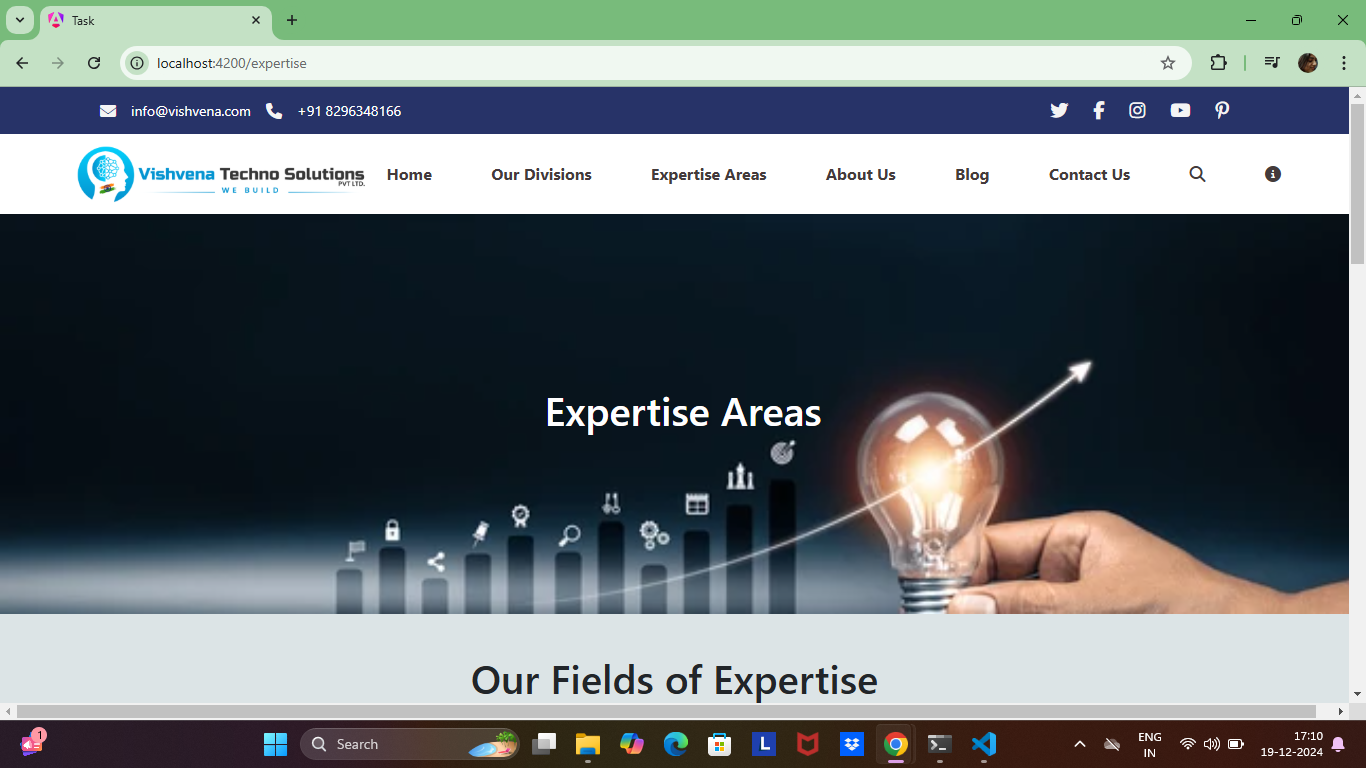 Task
localhost:4200/expertise
info@vishvena.com +91 8296348166
Vishvena Techno Solutions
PVT LTD.
WE BUILD
Home Our Divisions Expertise Areas About Us Blog Contact Us
Expertise Areas
Our Fields of Expertise
1
Search
L
ENG
IN
17:10
19-12-2024